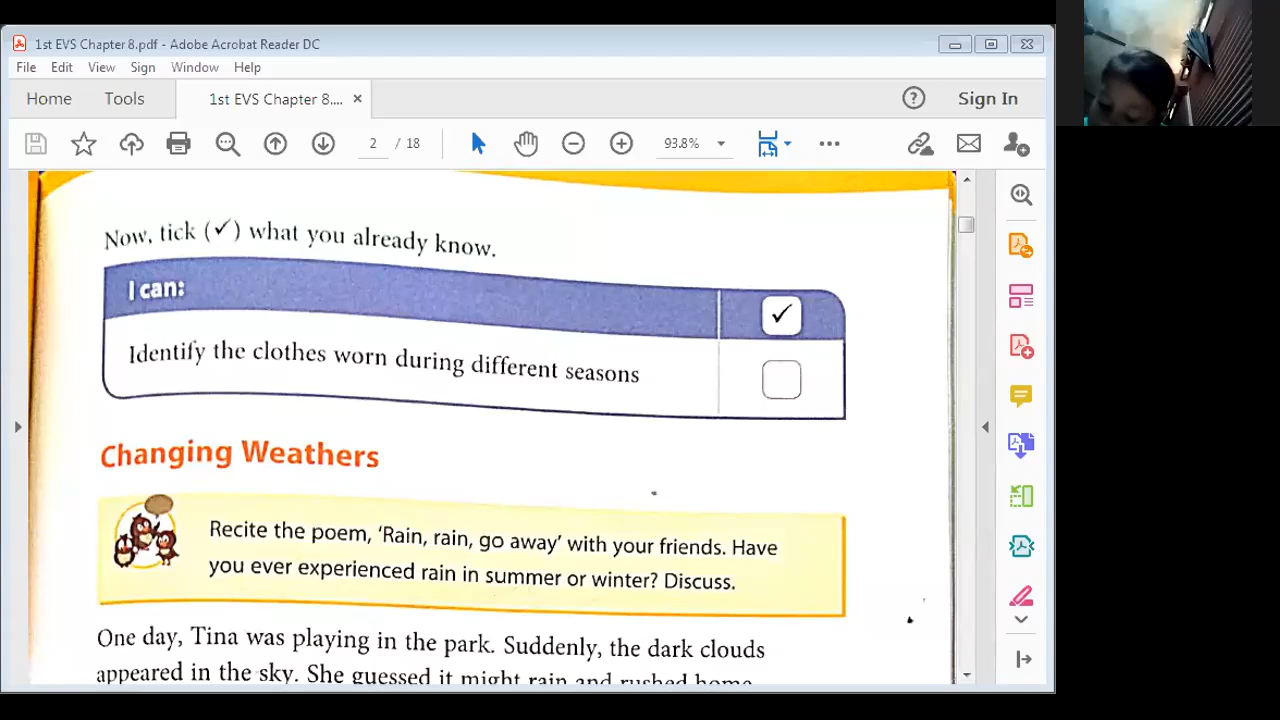 1st EVS Chapter 8.pdf - Adobe Acrobat Reader DC
File Edit View Sign Window Help
Home Tools 1st EVS Chapter 8.... × Sign In
2 / 18 93.8%
Now, tick (✓) what you already know.
I can: ✓
Identify the clothes worn during different seasons
Changing Weathers
Recite the poem, 'Rain, rain, go away' with your friends. Have
you ever experienced rain in summer or winter? Discuss.
One day, Tina was playing in the park. Suddenly, the dark clouds
appeared in the sky. She guessed it might rain and rushed home